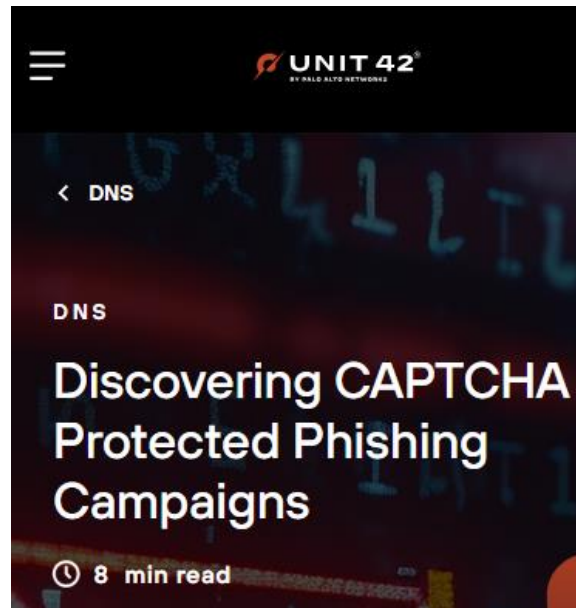 UNIT 42®
BY PALO ALTO NETWORKS
< DNS
DNS
Discovering CAPTCHA
Protected Phishing
Campaigns
8 min read